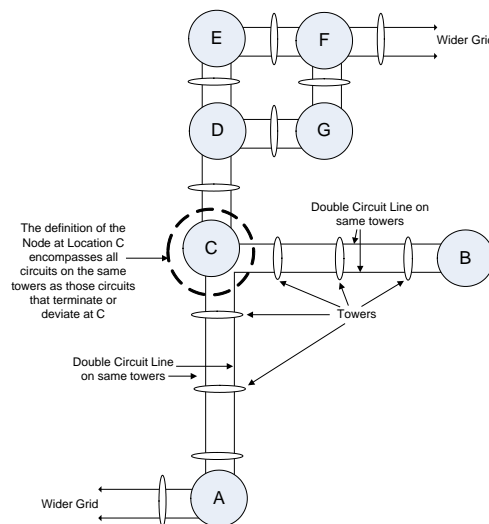 E
F
Wider Grid
D
G
The definition of the
Node at Location C
encompasses all
circuits on the same
towers as those circuits
that terminate or
deviate at C
Double Circuit Line on
same towers
C
B
Towers
Double Circuit Line
on same towers
A
Wider Grid